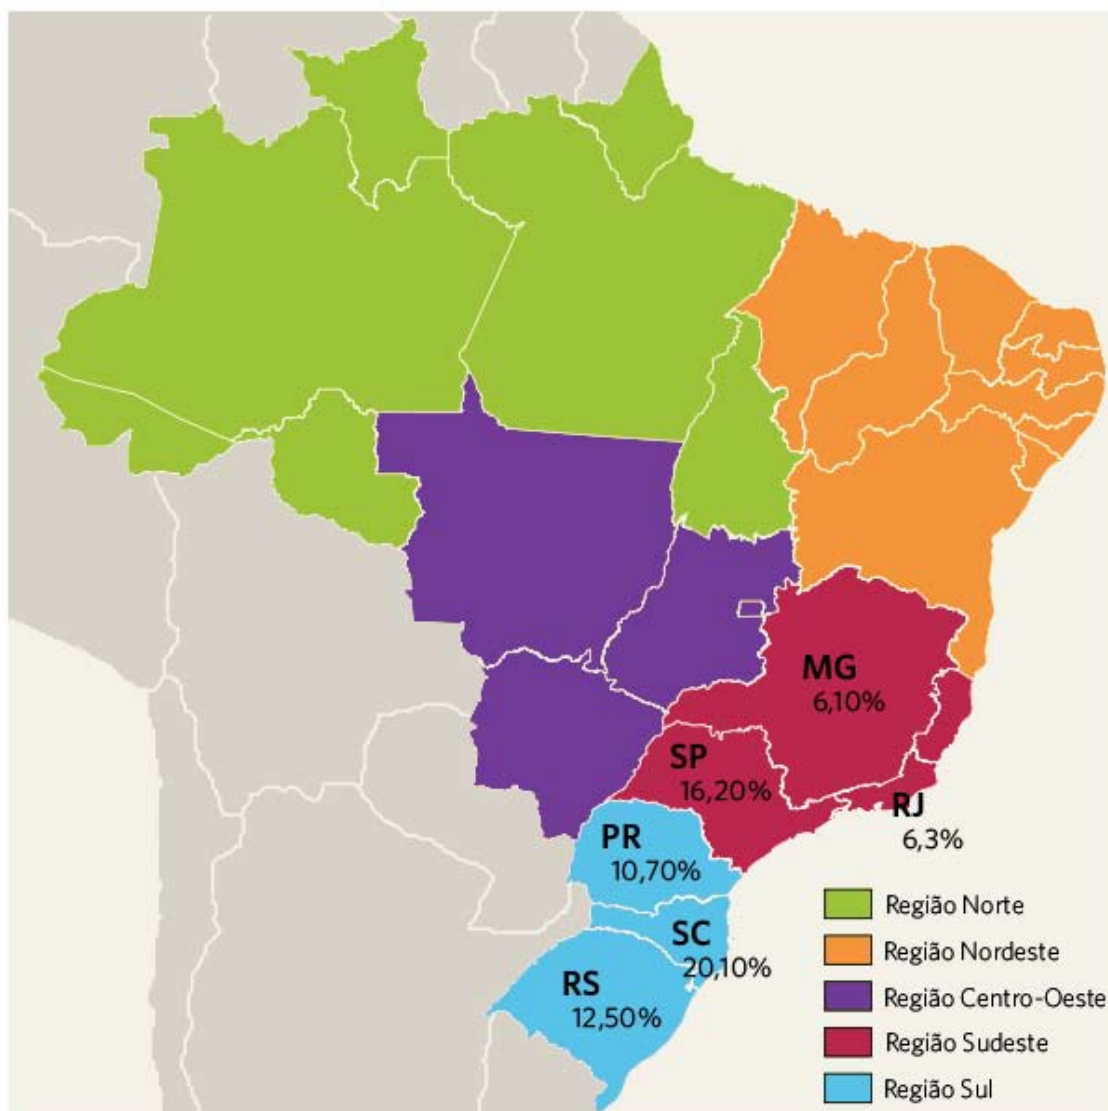 MG
6,10%
SP
16,20%
RJ
6,3%
PR
10,70%
SC
20,10%
RS
12,50%
Região Norte
Região Nordeste
Região Centro-Oeste
Região Sudeste
Região Sul